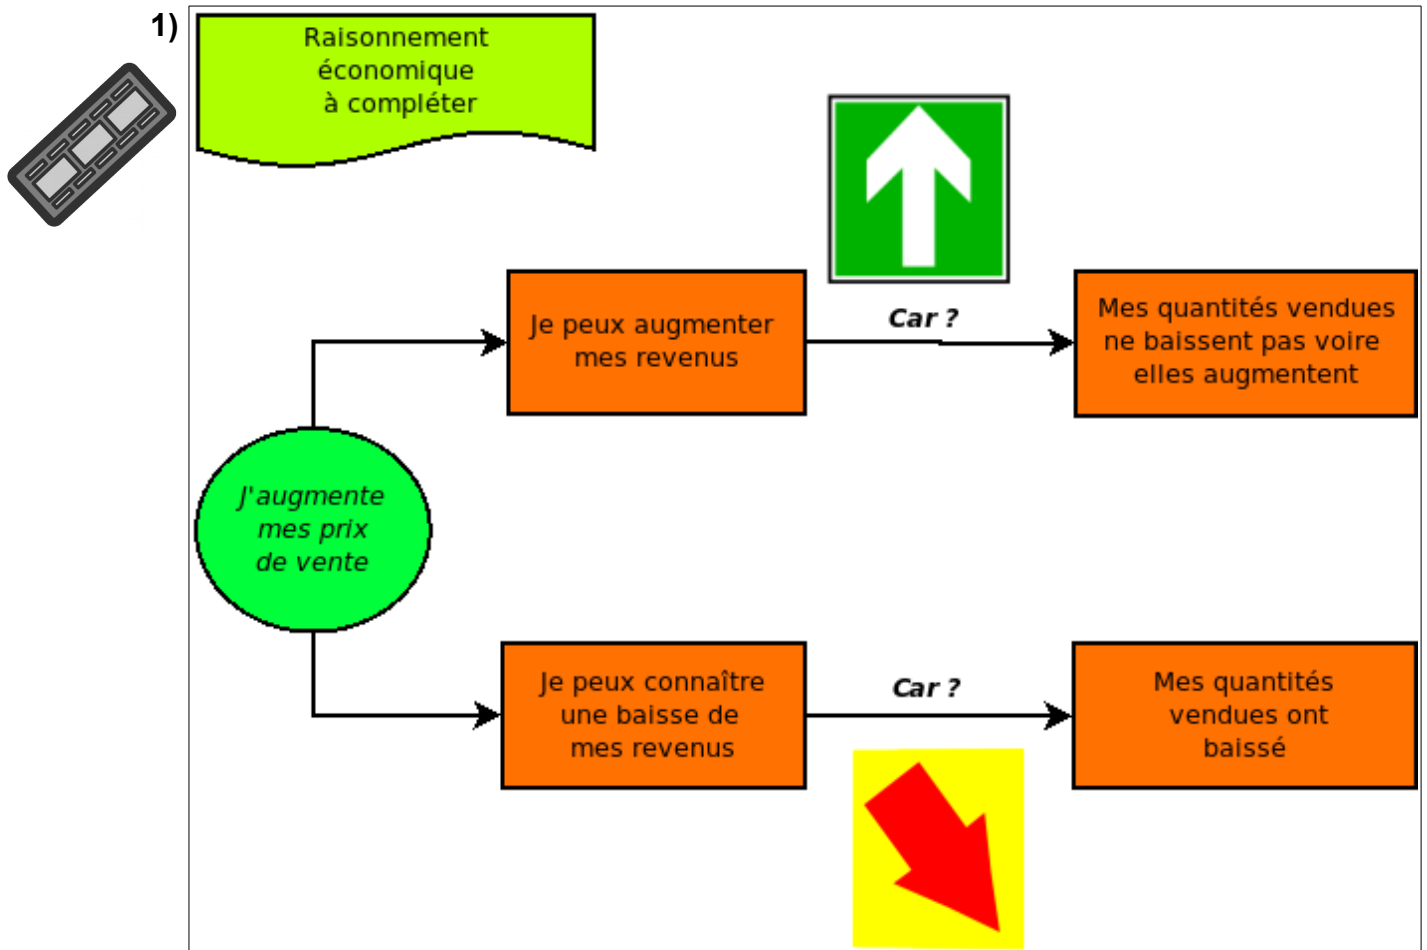 1)
Raisonnement
économique
à compléter
Je peux augmenter
mes revenus
Car ?
Mes quantités vendues
ne baissent pas voire
elles augmentent
J'augmente
mes prix
de vente
Je peux connaître
une baisse de
mes revenus
Car ?
Mes quantités
vendues ont
baissé